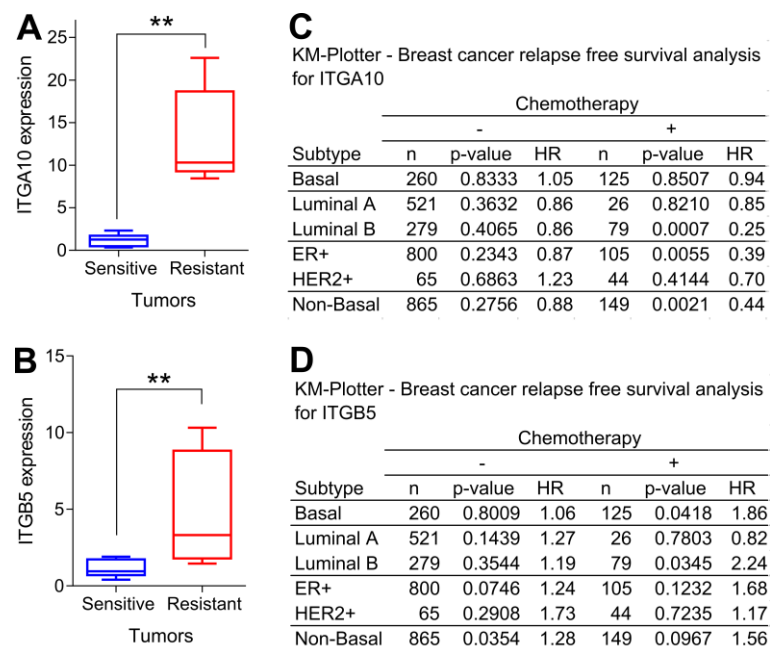 A
ITGA10 expression
25
20
15
10
5
0
**
Sensitive Resistant
Tumors
B
ITGB5 expression
15
10
5
0
**
Sensitive Resistant
Tumors
C
KM-Plotter - Breast cancer relapse free survival analysis
for ITGA10
Chemotherapy
- +
Subtype n p-value HR n p-value HR
Basal 260 0.8333 1.05 125 0.8507 0.94
Luminal A 521 0.3632 0.86 26 0.8210 0.85
Luminal B 279 0.4065 0.86 79 0.0007 0.25
ER+ 800 0.2343 0.87 105 0.0055 0.39
HER2+ 65 0.6863 1.23 44 0.4144 0.70
Non-Basal 865 0.2756 0.88 149 0.0021 0.44
D
KM-Plotter - Breast cancer relapse free survival analysis
for ITGB5
Chemotherapy
- +
Subtype n p-value HR n p-value HR
Basal 260 0.8009 1.06 125 0.0418 1.86
Luminal A 521 0.1439 1.27 26 0.7803 0.82
Luminal B 279 0.3544 1.19 79 0.0345 2.24
ER+ 800 0.0746 1.24 105 0.1232 1.68
HER2+ 65 0.2908 1.73 44 0.7235 1.17
Non-Basal 865 0.0354 1.28 149 0.0967 1.56